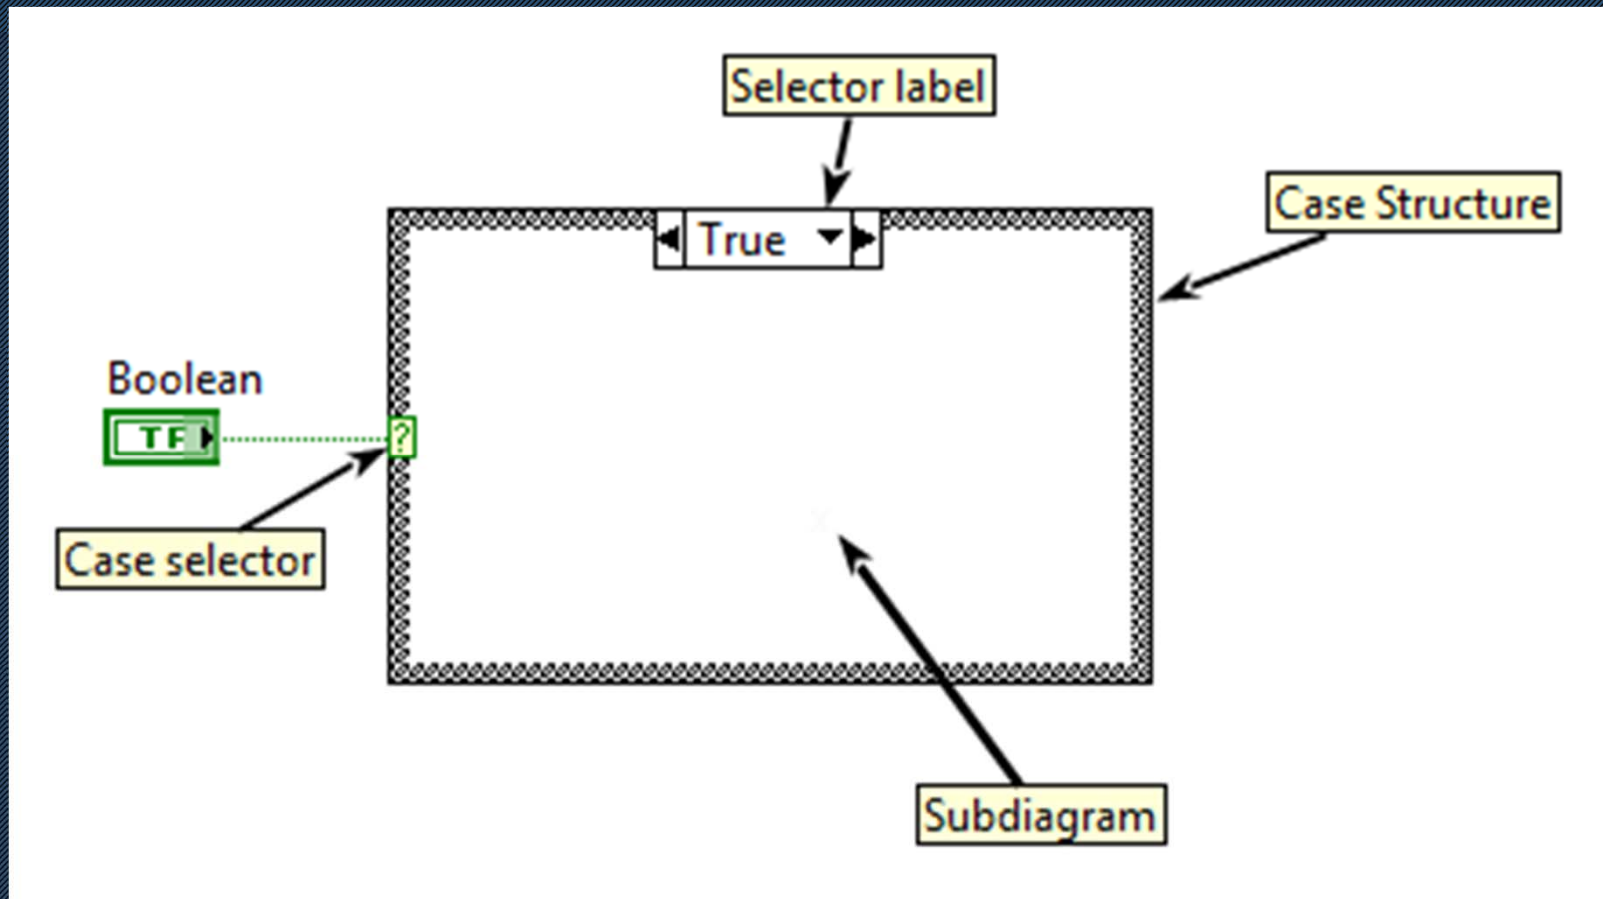 Selector label
Case Structure
True
Boolean
TF
?
Case selector
Subdiagram